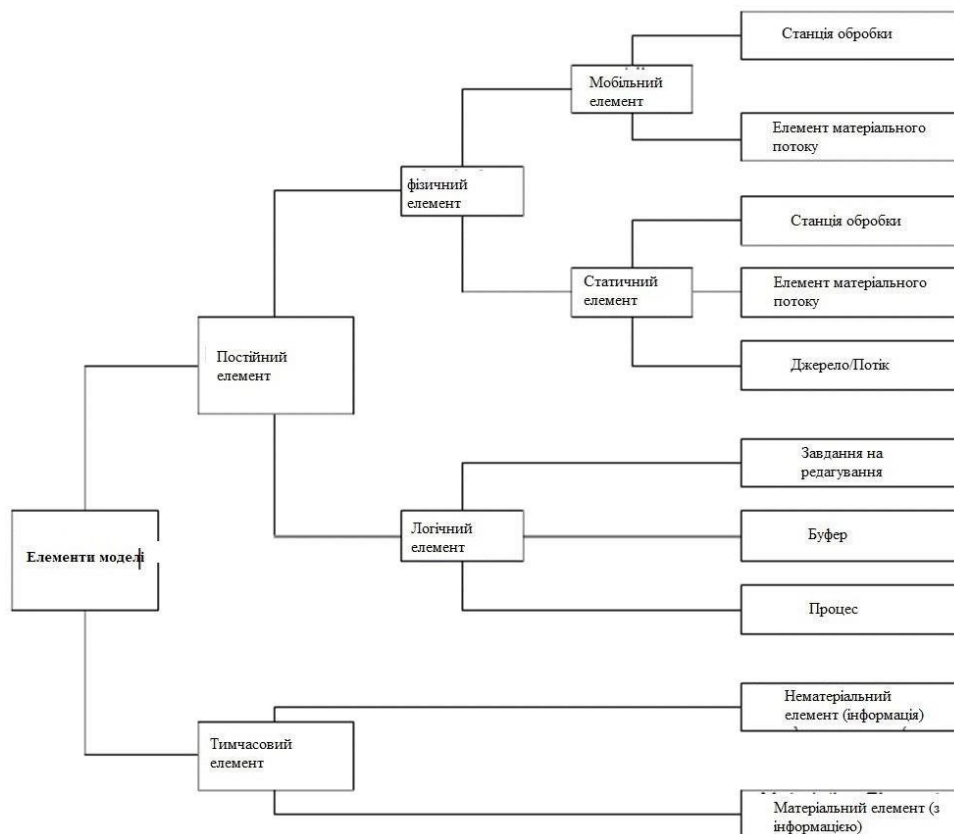 Станція обробки
Мобільний
елемент
Елемент матеріального
потоку
фізичний
елемент
Станція обробки
Статичний
елемент
Елемент матеріального
потоку
Постійний
елемент
Джерело/Потік
Завдання на
редагування
Логічний
елемент
Буфер
Елементи моделі
Процес
Нематеріальний
елемент (інформація)
Тимчасовий
елемент
Матеріальний елемент (з
інформацією)